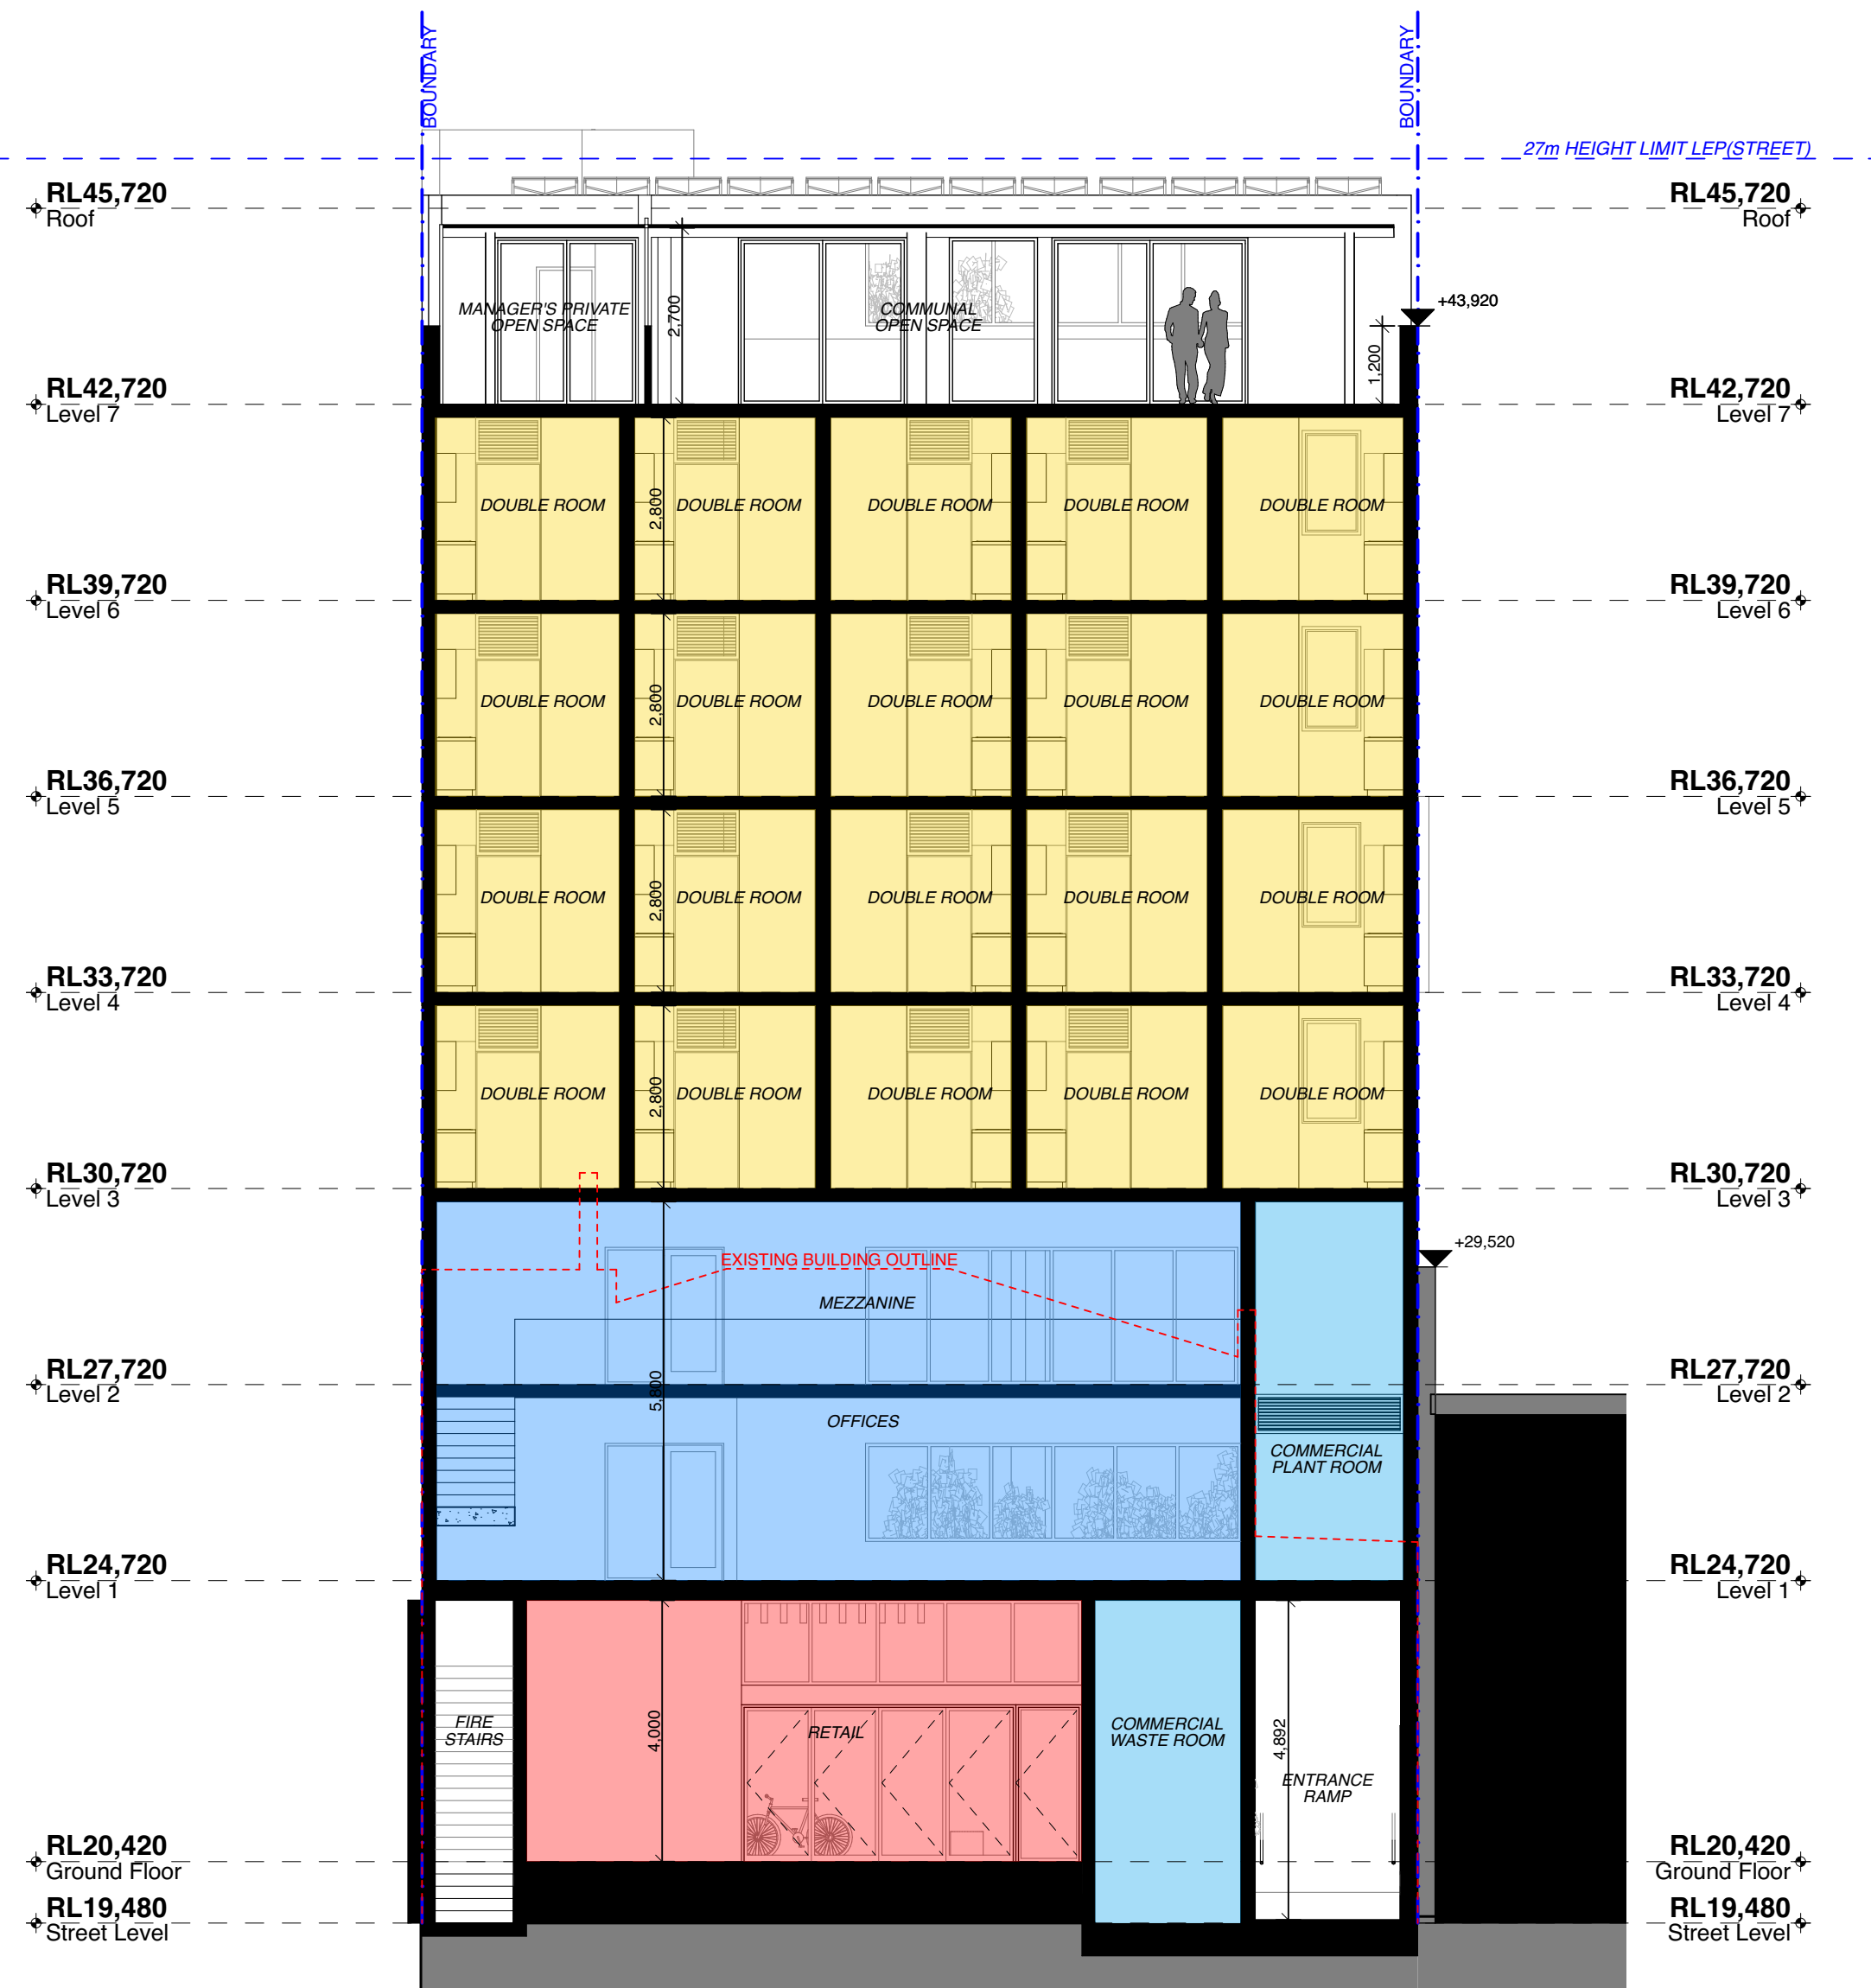 BOUNDARY
BOUNDARY
27m HEIGHT LIMIT LEP(STREET)
RL45,720
Roof
RL45,720
Roof
MANAGER'S PRIVATE
OPEN SPACE
2,700
COMMUNAL
OPEN SPACE
+43,920
1,200
RL42,720
Level 7
RL42,720
Level 7
DOUBLE ROOM
2,800
DOUBLE ROOM
DOUBLE ROOM
DOUBLE ROOM
DOUBLE ROOM
RL39,720
Level 6
RL39,720
Level 6
DOUBLE ROOM
2,800
DOUBLE ROOM
DOUBLE ROOM
DOUBLE ROOM
DOUBLE ROOM
RL36,720
Level 5
RL36,720
Level 5
DOUBLE ROOM
2,800
DOUBLE ROOM
DOUBLE ROOM
DOUBLE ROOM
DOUBLE ROOM
RL33,720
Level 4
RL33,720
Level 4
DOUBLE ROOM
2,800
DOUBLE ROOM
DOUBLE ROOM
DOUBLE ROOM
DOUBLE ROOM
RL30,720
Level 3
RL30,720
Level 3
+29,520
EXISTING BUILDING OUTLINE
MEZZANINE
RL27,720
Level 2
5,800
RL27,720
Level 2
OFFICES
COMMERCIAL
PLANT ROOM
RL24,720
Level 1
RL24,720
Level 1
FIRE
STAIRS
4,000
RETAIL
COMMERCIAL
WASTE ROOM
4,892
ENTRANCE
RAMP
RL20,420
Ground Floor
RL20,420
Ground Floor
RL19,480
Street Level
RL19,480
Street Level